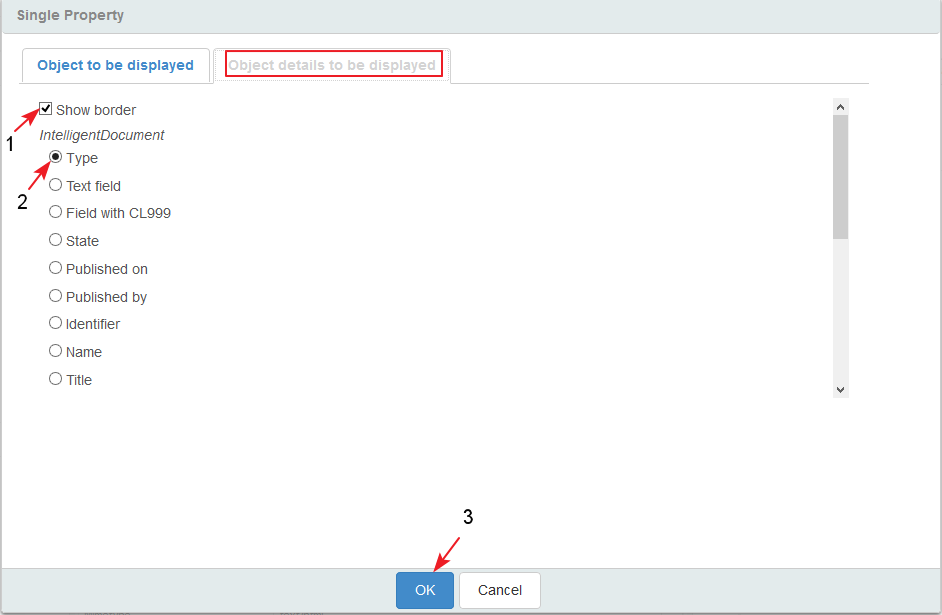 Single Property
Object to be displayed
Object details to be displayed
Show border
1
IntelligentDocument
Type
2
Text field
Field with CL999
State
Published on
Published by
Identifier
Name
Title
3
OK
Cancel